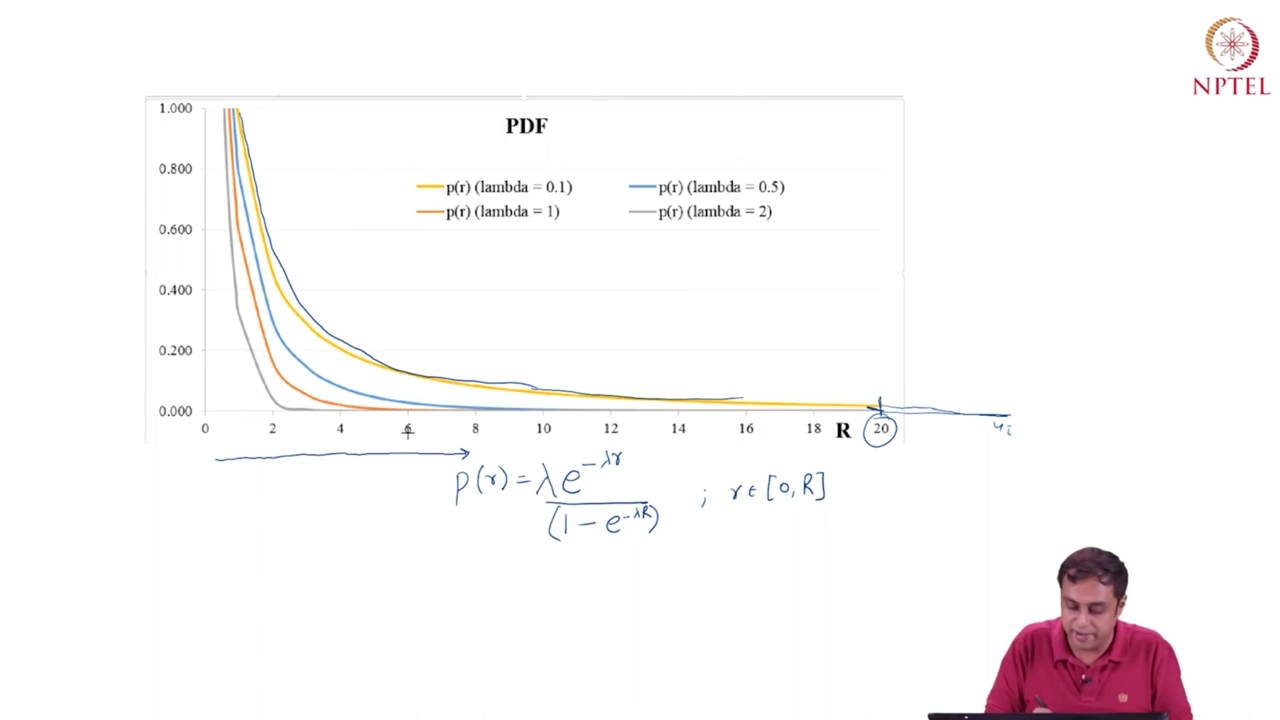 NPTEL
PDF
1.000
0.800
0.600
0.400
0.200
0.000
p(r) (lambda = 0.1)
p(r) (lambda = 0.5)
p(r) (lambda = 1)
p(r) (lambda = 2)
0 2 4 6 8 10 12 14 16 18 R 20
p(r) = λe^{-λr} / (1 - e^{-λR}) ; r ∈ [0, R]